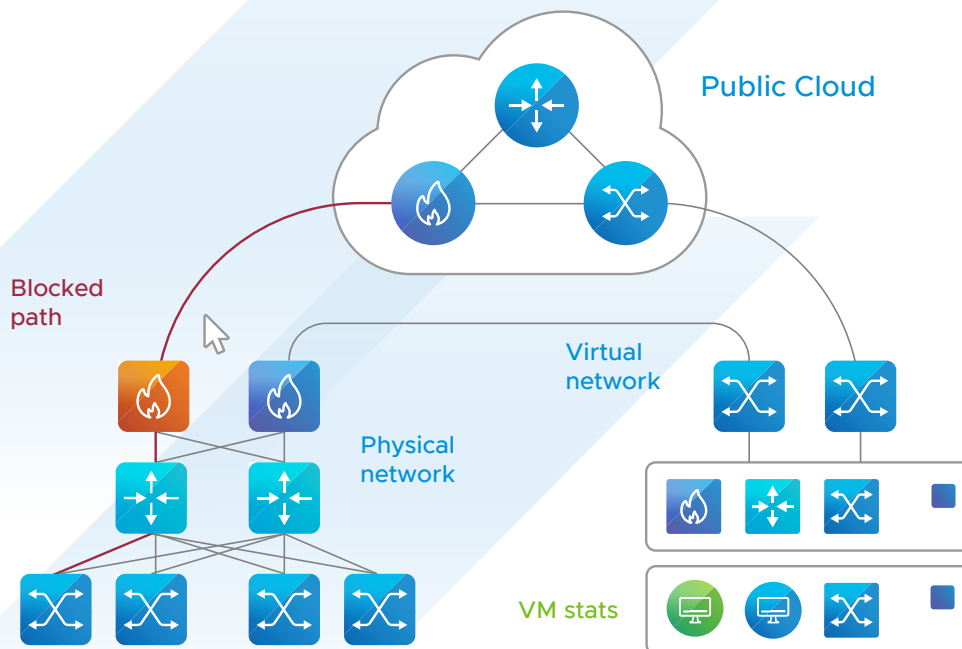 Public Cloud
Blocked
path
Virtual
network
Physical
network
VM stats